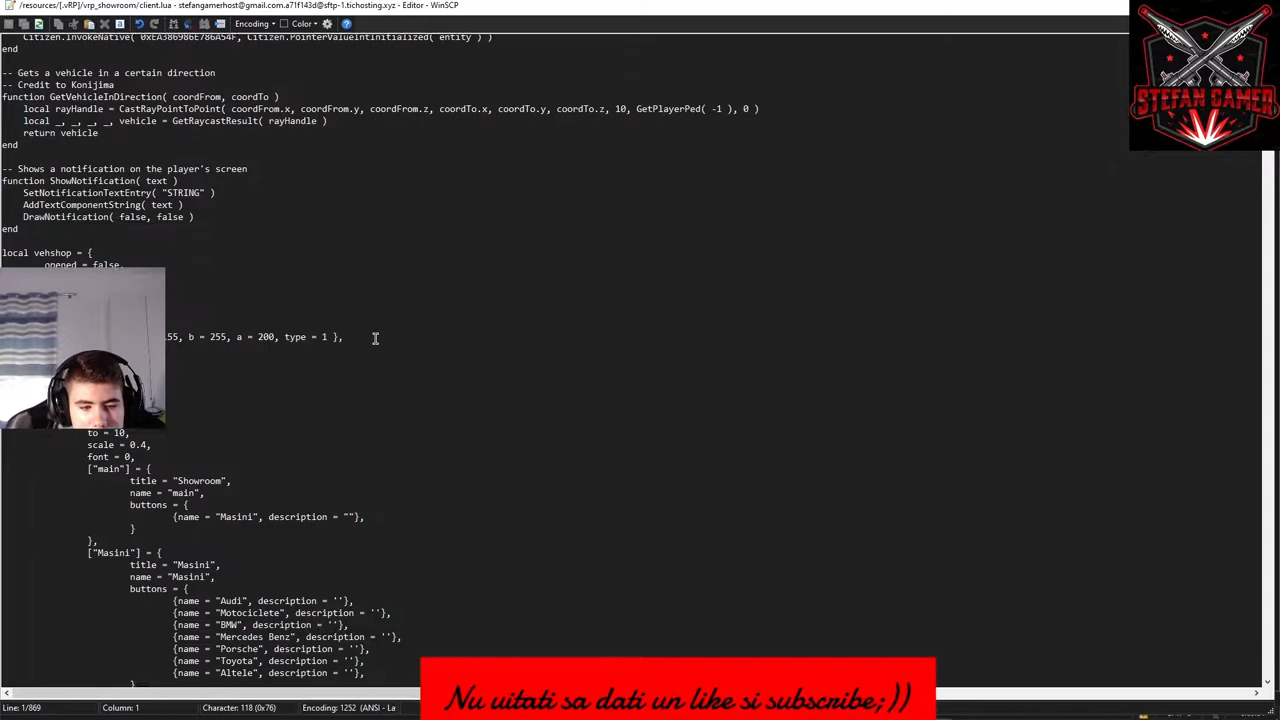 /resources/[.vRP]/vrp_showroom/client.lua - stefangamerhost@gmail.com.a71f143d@sftp-1.tichosting.xyz - Editor - WinSCP
Encoding Color
Citizen.InvokeNative( 0xEA386986E786A54F, Citizen.PointerValueIntInitialized( entity ) )
end
-- Gets a vehicle in a certain direction
-- Credit to Konijima
function GetVehicleInDirection( coordFrom, coordTo )
local rayHandle = CastRayPointToPoint( coordFrom.x, coordFrom.y, coordFrom.z, coordTo.x, coordTo.y, coordTo.z, 10, GetPlayerPed( -1 ), 0 )
local _, _, _, _, vehicle = GetRaycastResult( rayHandle )
return vehicle
end
-- Shows a notification on the player's screen
function ShowNotification( text )
SetNotificationTextEntry( "STRING" )
AddTextComponentString( text )
DrawNotification( false, false )
end
local vehshop = {
opened = false,
55, b = 255, a = 200, type = 1 },
to = 10,
scale = 0.4,
font = 0,
["main"] = {
title = "Showroom",
name = "main",
buttons = {
{name = "Masini", description = ""},
}
},
["Masini"] = {
title = "Masini",
name = "Masini",
buttons = {
{name = "Audi", description = ''},
{name = "Motociclete", description = ''},
{name = "BMW", description = ''},
{name = "Mercedes Benz", description = ''},
{name = "Porsche", description = ''},
{name = "Toyota", description = ''},
{name = "Altele", description = ''},
}
Line: 1/869 Column: 1 Character: 118 (0x76) Encoding: 1252 (ANSI - La
STEFAN GAMER
Nu uitati sa dati un like si subscribe;))